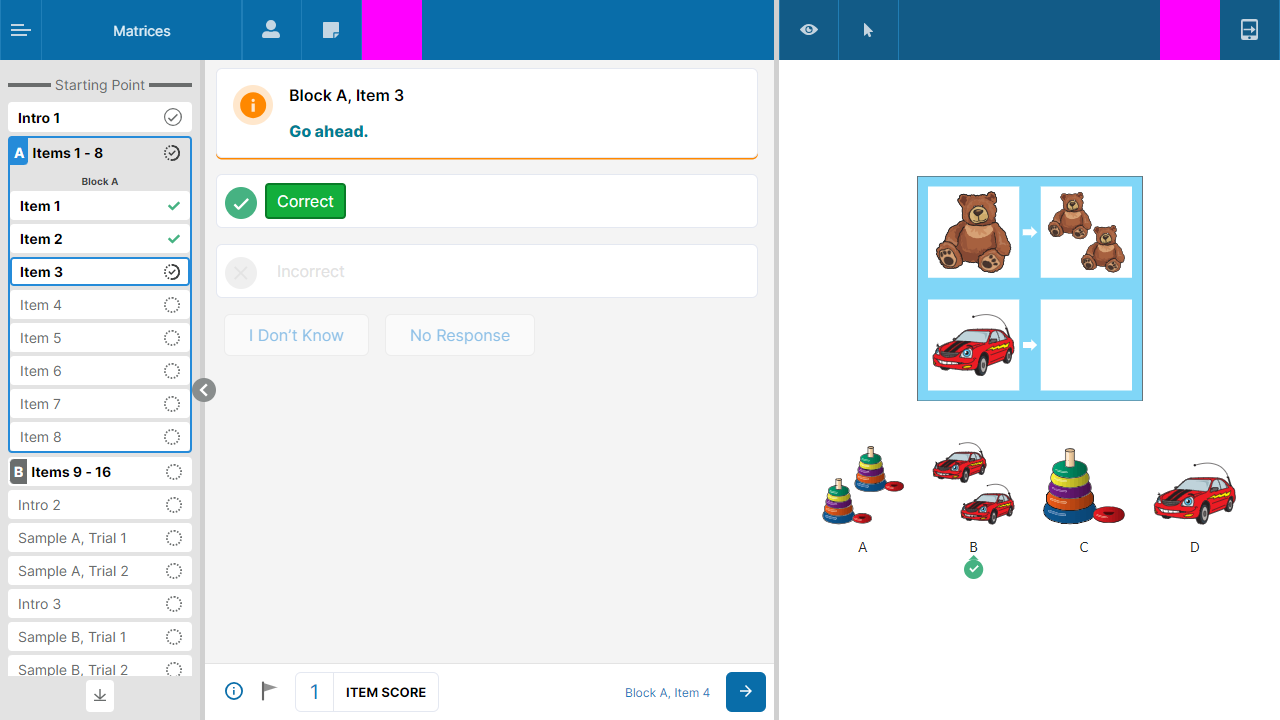 Matrices
Starting Point
Intro 1
A Items 1 - 8
Block A
Item 1
Item 2
Item 3
Item 4
Item 5
Item 6
Item 7
Item 8
B Items 9 - 16
Intro 2
Sample A, Trial 1
Sample A, Trial 2
Intro 3
Sample B, Trial 1
Sample B, Trial 2
Block A, Item 3
Go ahead.
Correct
Incorrect
I Don’t Know
No Response
1 ITEM SCORE
Block A, Item 4
A B C D